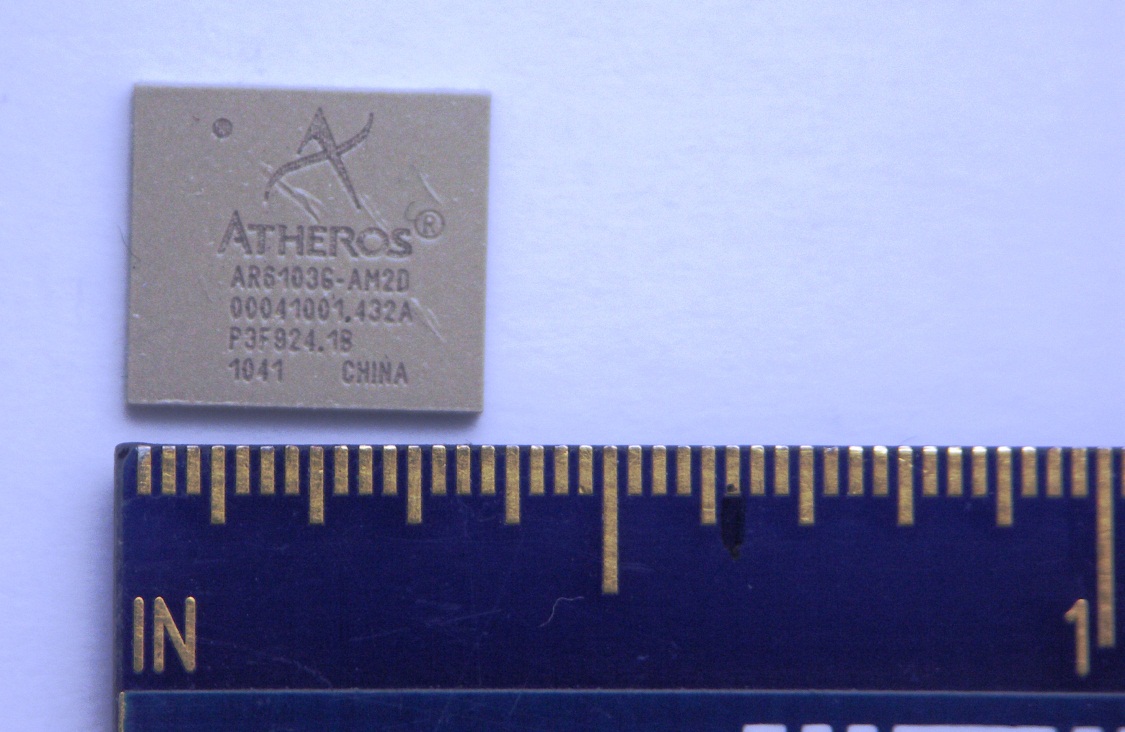 ATHEROS®
AR6103G-AM2D
00041001.432A
P3F924.1B
1041 CHINA
IN
1